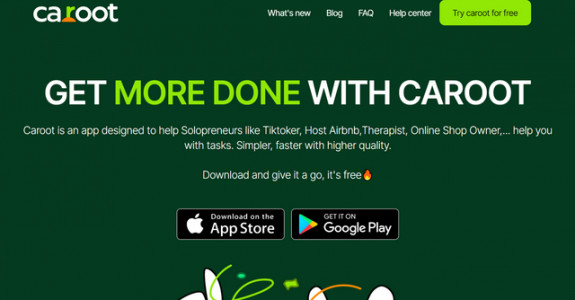 caroot
What's new Blog FAQ Help center Try caroot for free
GET MORE DONE WITH CAROOT
Caroot is an app designed to help Solopreneurs like Tiktoker, Host Airbnb,Therapist, Online Shop Owner,... help you
with tasks. Simpler, faster with higher quality.
Download and give it a go, it's free🔥
Download on the
App Store
GET IT ON
Google Play